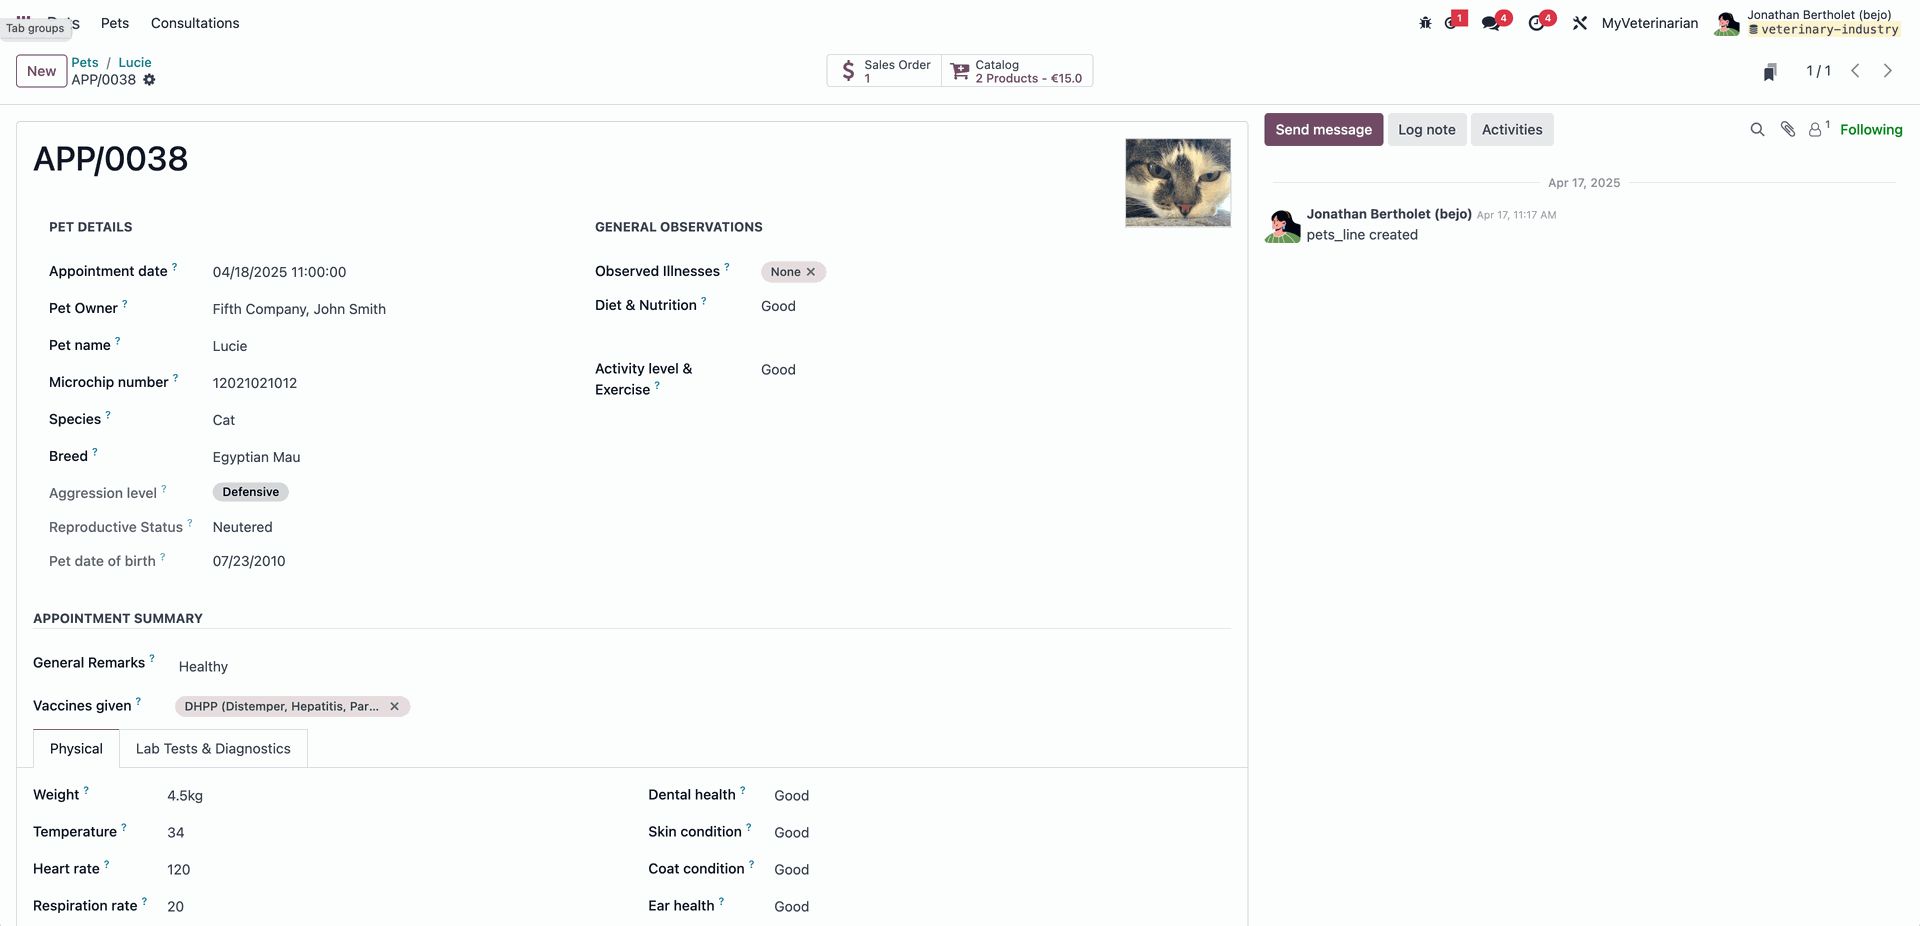 Pets Pets Consultations
Tab groups
1 4 4 MyVeterinarian
Jonathan Bertholet (bejo)
veterinary-industry
New
Pets / Lucie
APP/0038
Sales Order
1
Catalog
2 Products - €15.0
1 / 1
APP/0038
PET DETAILS
Appointment date ? 04/18/2025 11:00:00
Pet Owner ? Fifth Company, John Smith
Pet name ? Lucie
Microchip number ? 12021021012
Species ? Cat
Breed ? Egyptian Mau
Aggression level ? Defensive
Reproductive Status ? Neutered
Pet date of birth ? 07/23/2010
GENERAL OBSERVATIONS
Observed Illnesses ? None ×
Diet & Nutrition ? Good
Activity level & Good
Exercise ?
APPOINTMENT SUMMARY
General Remarks ? Healthy
Vaccines given ? DHPP (Distemper, Hepatitis, Par... ×
Physical Lab Tests & Diagnostics
Weight ? 4.5kg
Temperature ? 34
Heart rate ? 120
Respiration rate ? 20
Dental health ? Good
Skin condition ? Good
Coat condition ? Good
Ear health ? Good
Send message Log note Activities
1 Following
Apr 17, 2025
Jonathan Bertholet (bejo) Apr 17, 11:17 AM
pets_line created